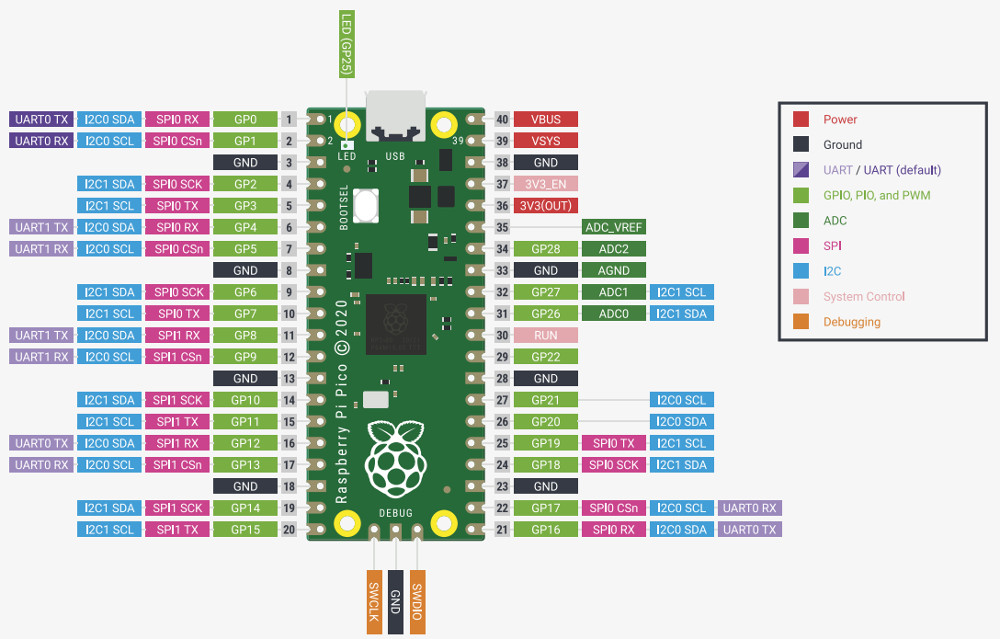 LED (GP25)
UART0 TX I2C0 SDA SPI0 RX GP0 1 1 40 VBUS
UART0 RX I2C0 SCL SPI0 CSn GP1 2 2 39 39 VSYS
LED USB
GND 3 38 GND
I2C1 SDA SPI0 SCK GP2 4 37 3V3_EN
I2C1 SCL SPI0 TX GP3 5 36 3V3(OUT)
BOOTSEL
UART1 TX I2C0 SDA SPI0 RX GP4 6 35 ADC_VREF
UART1 RX I2C0 SCL SPI0 CSn GP5 7 34 GP28 ADC2
GND 8 33 GND AGND
I2C1 SDA SPI0 SCK GP6 9 32 GP27 ADC1 I2C1 SCL
I2C1 SCL SPI0 TX GP7 10 31 GP26 ADC0 I2C1 SDA
UART1 TX I2C0 SDA SPI1 RX GP8 11 30 RUN
UART1 RX I2C0 SCL SPI1 CSn GP9 12 29 GP22
GND 13 28 GND
I2C1 SDA SPI1 SCK GP10 14 27 GP21 I2C0 SCL
I2C1 SCL SPI1 TX GP11 15 26 GP20 I2C0 SDA
UART0 TX I2C0 SDA SPI1 RX GP12 16 25 GP19 SPI0 TX I2C1 SCL
UART0 RX I2C0 SCL SPI1 CSn GP13 17 24 GP18 SPI0 SCK I2C1 SDA
GND 18 23 GND
I2C1 SDA SPI1 SCK GP14 19 22 GP17 SPI0 CSn I2C0 SCL UART0 RX
I2C1 SCL SPI1 TX GP15 20 21 GP16 SPI0 RX I2C0 SDA UART0 TX
Raspberry Pi Pico ©2020
DEBUG
SWCLK GND SWDIO
Power
Ground
UART / UART (default)
GPIO, PIO, and PWM
ADC
SPI
I2C
System Control
Debugging